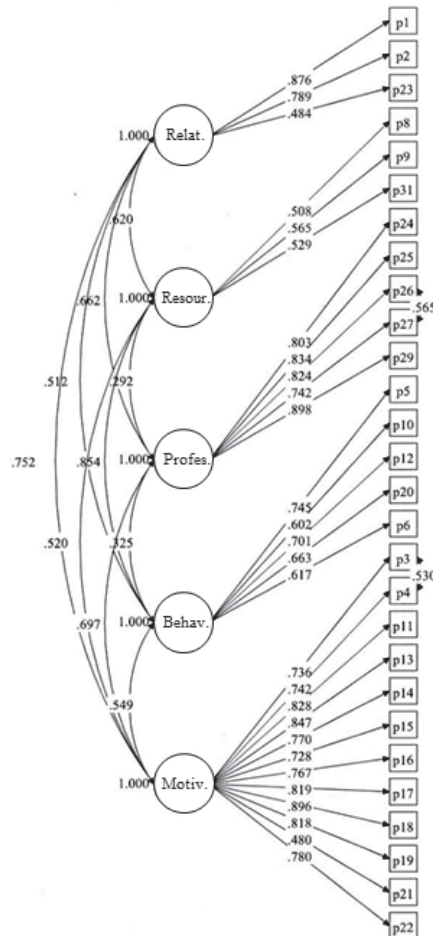 p1
p2
.876
.789
p23
.484
1.000
Relat.
p8
p9
p31
.620
.508
p24
.565
.529
p25
1.000
Resour.
p26
.662
.565
p27
.803
.834
p29
.824
.512
.292
.742
p5
.898
p10
.752
.854
1.000
Profes.
p12
.745
p20
.602
.701
p6
.520
.325
.663
p3
.617
.530
p4
.697
1.000
Behav.
p11
.736
p13
.742
.828
p14
.549
.847
p15
.770
.728
p16
1.000
Motiv.
.767
p17
.819
.896
p18
.818
p19
.480
.780
p21
p22